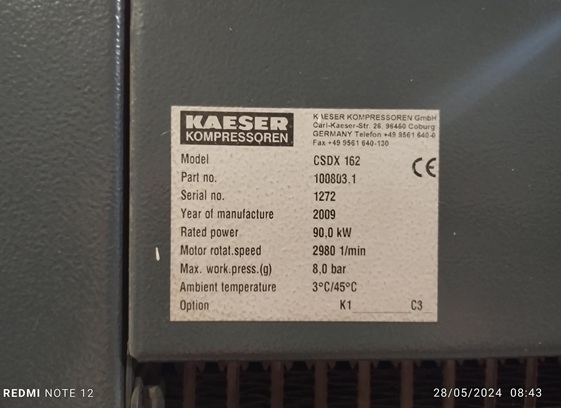 KAESER
KOMPRESSOREN
KAESER KOMPRESSOREN GmbH
Carl-Kaeser-Str. 26, 96450 Coburg
GERMANY Telefon +49 9561 640-0
Fax +49 9561 640-130
CE
Model CSDX 162
Part no. 100803.1
Serial no. 1272
Year of manufacture 2009
Rated power 90,0 kW
Motor rotat.speed 2980 1/min
Max. work.press.(g) 8,0 bar
Ambient temperature 3°C/45°C
Option K1 C3
REDMI NOTE 12
28/05/2024 08:43